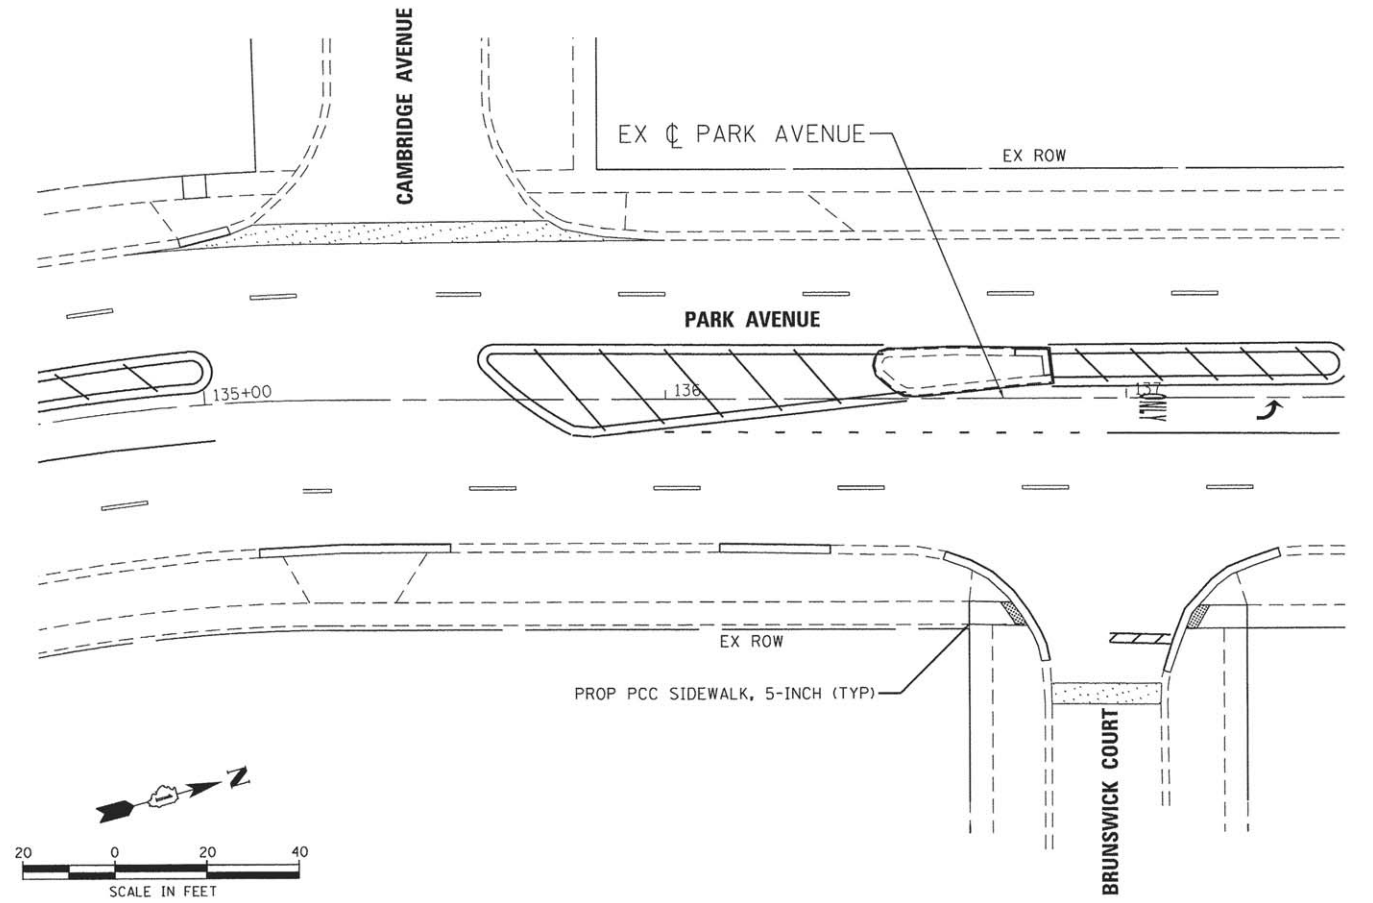 CAMBRIDGE AVENUE
EX ℄ PARK AVENUE
EX ROW
PARK AVENUE
135+00
136
137
EX ROW
PROP PCC SIDEWALK, 5-INCH (TYP)
BRUNSWICK COURT
N
20 0 20 40
SCALE IN FEET